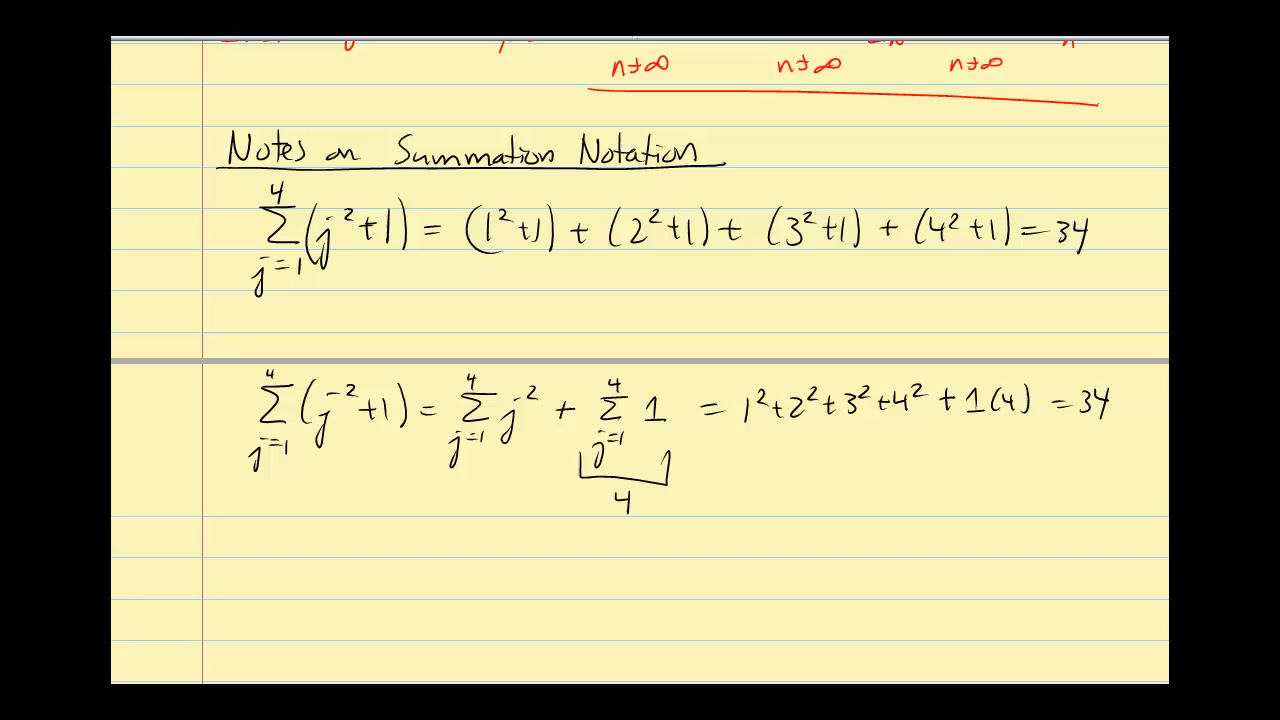 n→∞ n→∞ n→∞
Notes on Summation Notation
4
∑ (j²+1) = (1²+1) + (2²+1) + (3²+1) + (4²+1) = 34
j=1
4 4 4
∑ (j²+1) = ∑ j² + ∑ 1 = 1²+2²+3²+4² + 1(4) = 34
j=1 j=1 j=1
4